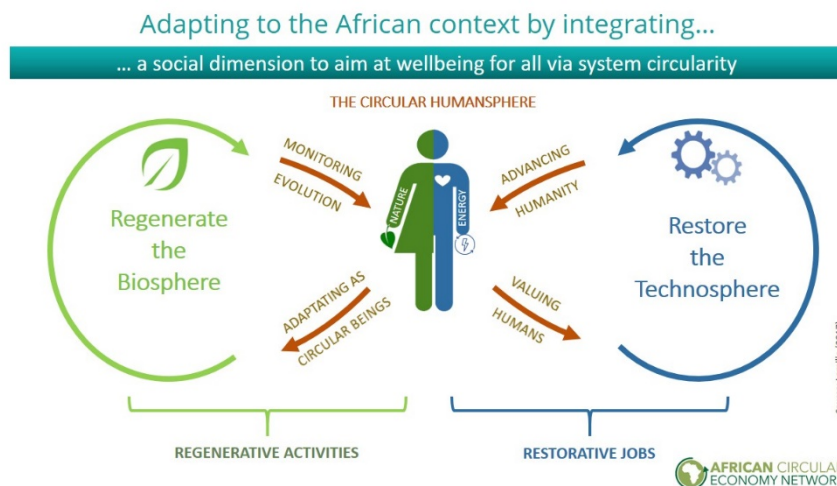 Adapting to the African context by integrating...
... a social dimension to aim at wellbeing for all via system circularity
THE CIRCULAR HUMANSPHERE
MONITORING
EVOLUTION
ADVANCING
HUMANITY
NATURE
ENERGY
Regenerate
the
Biosphere
Restore
the
Technosphere
ADAPTATING AS
CIRCULAR BEINGS
VALUING
HUMANS
REGENERATIVE ACTIVITIES
RESTORATIVE JOBS
AFRICAN CIRCULA
ECONOMY NETWOR